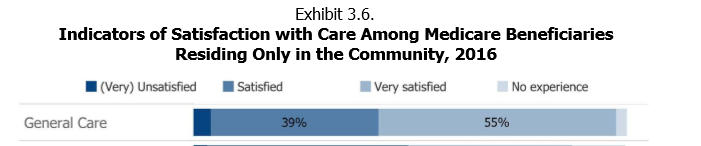 Exhibit 3.6.
Indicators of Satisfaction with Care Among Medicare Beneficiaries
Residing Only in the Community, 2016
(Very) Unsatisfied Satisfied Very satisfied No experience
General Care 39% 55%